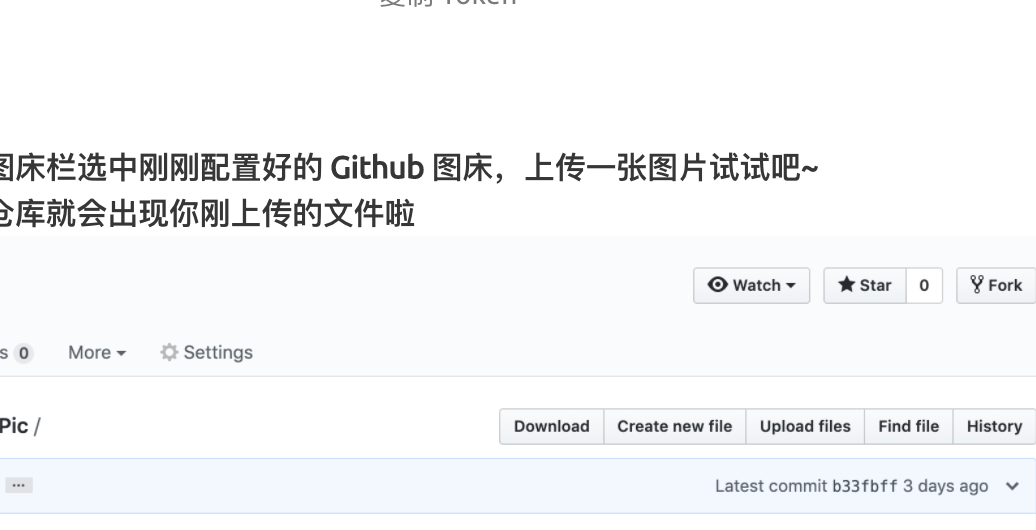 复制 Token
图床栏选中刚刚配置好的 Github 图床，上传一张图片试试吧~
仓库就会出现你刚上传的文件啦
Watch Star 0 Fork
s 0 More Settings
Pic / Download Create new file Upload files Find file History
... Latest commit b33fbff 3 days ago